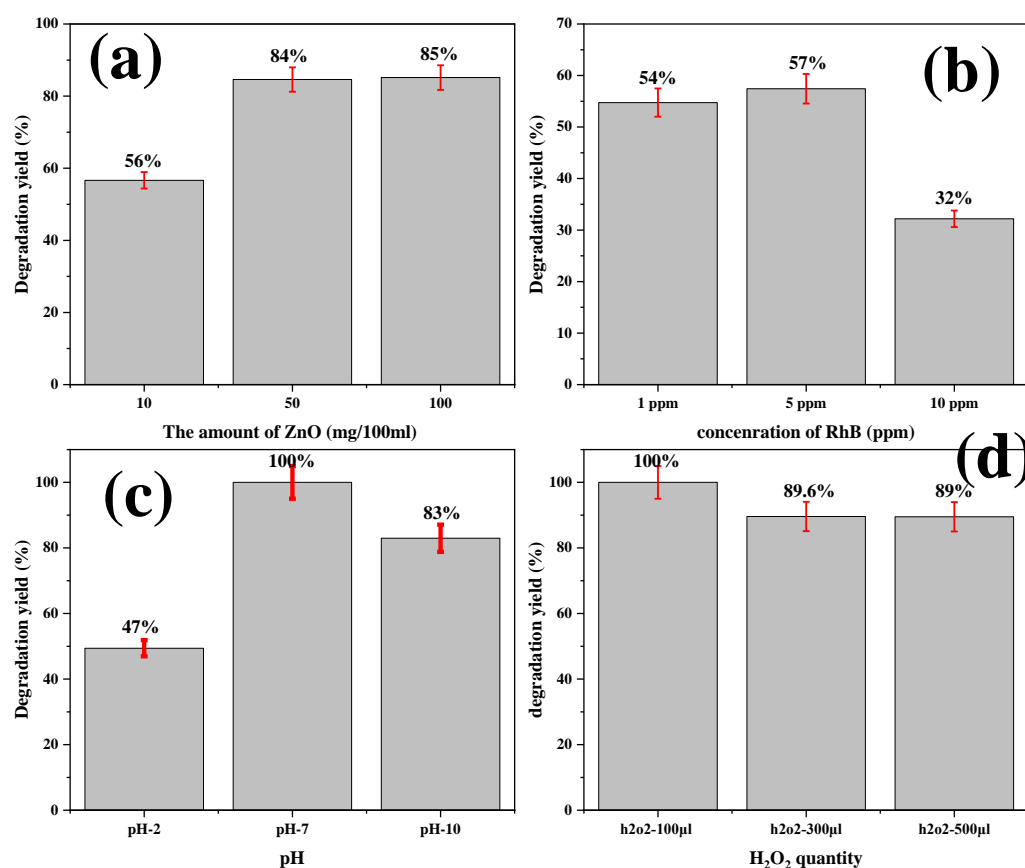 (a)
Degradation yield (%)
100
80
60
40
20
0
56%
84%
85%
10
50
100
The amount of ZnO (mg/100ml)
(b)
Degradation yield (%)
70
60
50
40
30
20
10
0
54%
57%
32%
1 ppm
5 ppm
10 ppm
concenration of RhB (ppm)
(c)
Degradation yield (%)
100
80
60
40
20
0
47%
100%
83%
pH-2
pH-7
pH-10
pH
(d)
degradation yield (%)
100
80
60
40
20
0
100%
89.6%
89%
h2o2-100μl
h2o2-300μl
h2o2-500μl
H₂O₂ quantity